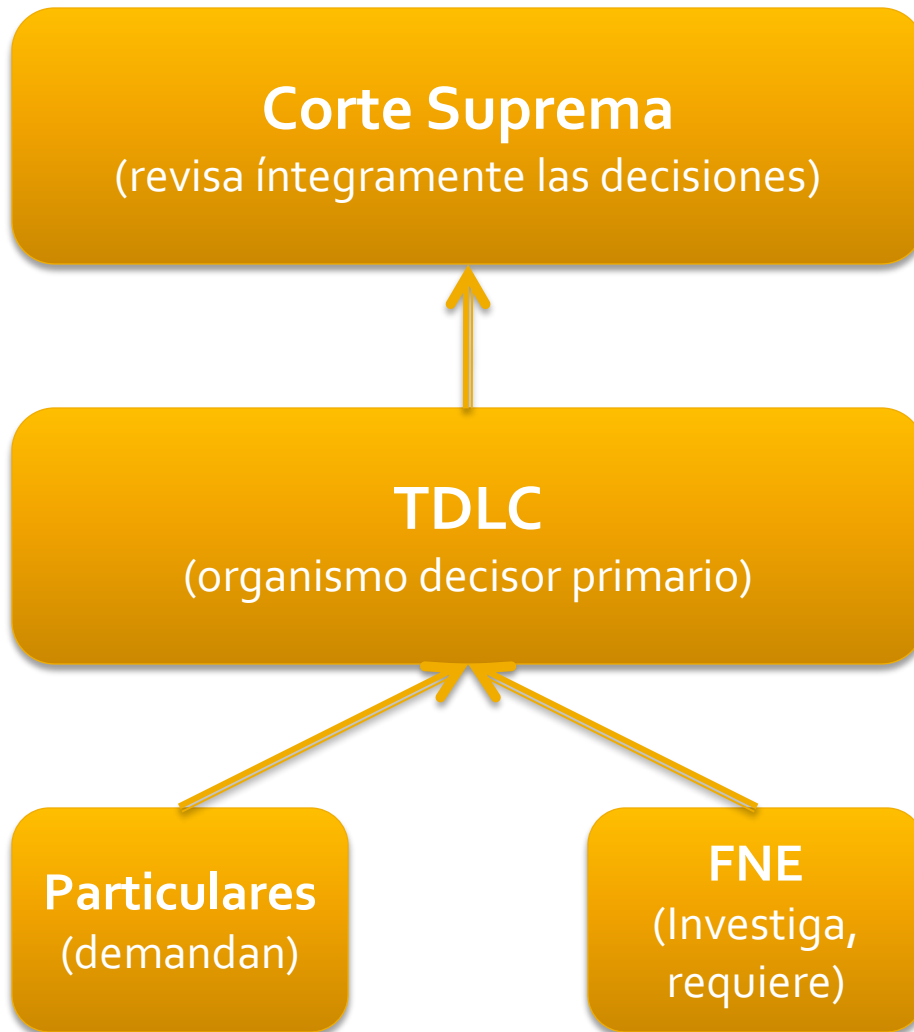 Corte Suprema
(revisa íntegramente las decisiones)
TDLC
(organismo decisor primario)
Particulares
(demandan)
FNE
(Investiga,
requiere)